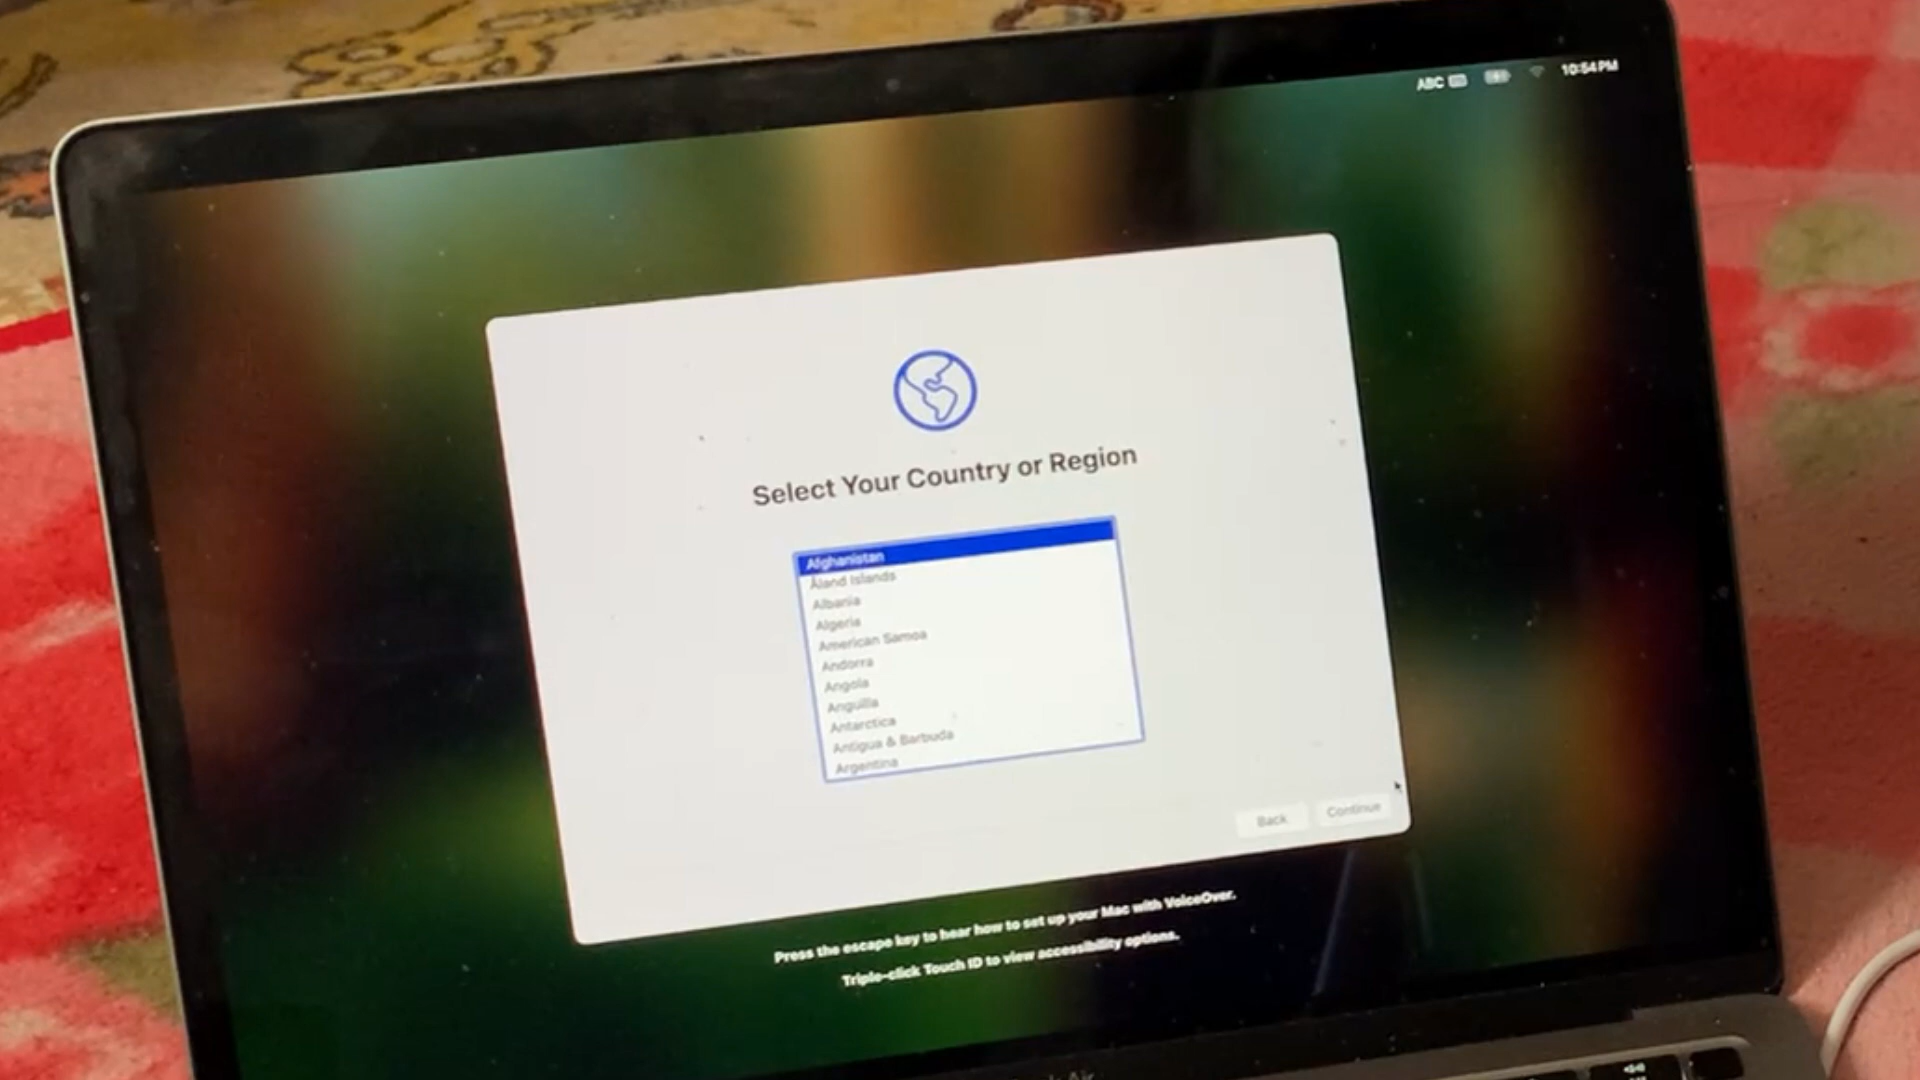 ABC 10:54 PM
Select Your Country or Region
Afghanistan
Åland Islands
Albania
Algeria
American Samoa
Andorra
Angola
Anguilla
Antarctica
Antigua & Barbuda
Argentina
Back Continue
Press the escape key to hear how to set up your Mac with VoiceOver.
Triple-click Touch ID to view accessibility options.
Air